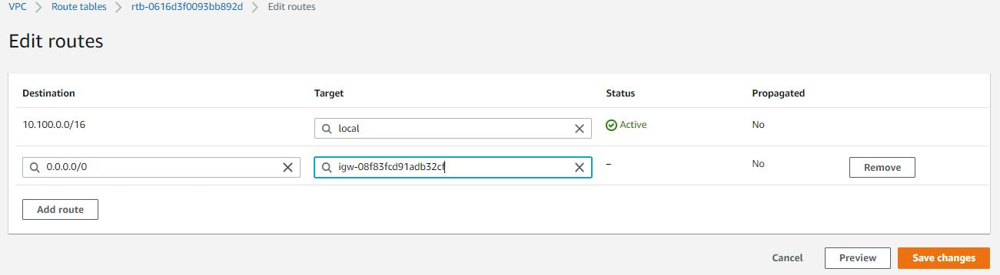 VPC > Route tables > rtb-0616d3f0093bb892d > Edit routes
Edit routes
Destination Target Status Propagated
10.100.0.0/16 local Active No
0.0.0.0/0 igw-08f83fcd91adb32cf – No Remove
Add route
Cancel Preview Save changes